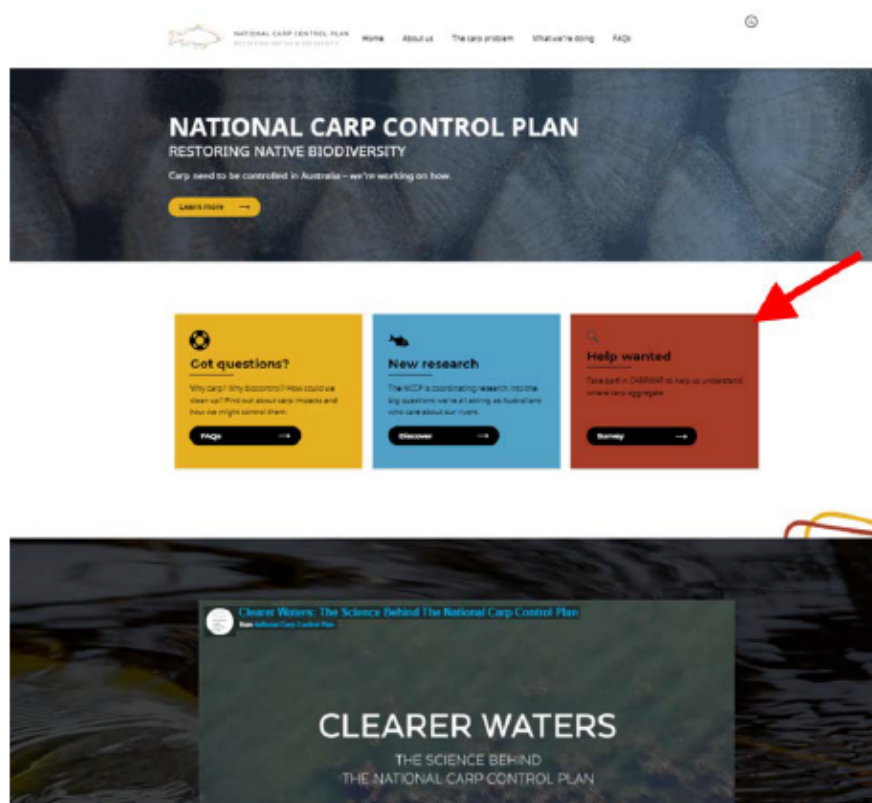 NATIONAL CARP CONTROL PLAN
RESTORING NATIVE BIODIVERSITY
Home About us The carp problem What we're doing FAQs
NATIONAL CARP CONTROL PLAN
RESTORING NATIVE BIODIVERSITY
Carp need to be controlled in Australia – we're working on how.
Learn more
Got questions?
Why carp? Why biocontrol? How could we
clean up? Find out about carp impacts and
how we might control them.
FAQs
New research
The NCCP is coordinating research into the
big questions we're all asking as Australians
who care about our rivers.
Discover
Help wanted
Take part in CARPMAP to help us understand
where carp aggregate.
Survey
Clearer Waters: The Science Behind The National Carp Control Plan
from National Carp Control Plan
CLEARER WATERS
THE SCIENCE BEHIND
THE NATIONAL CARP CONTROL PLAN